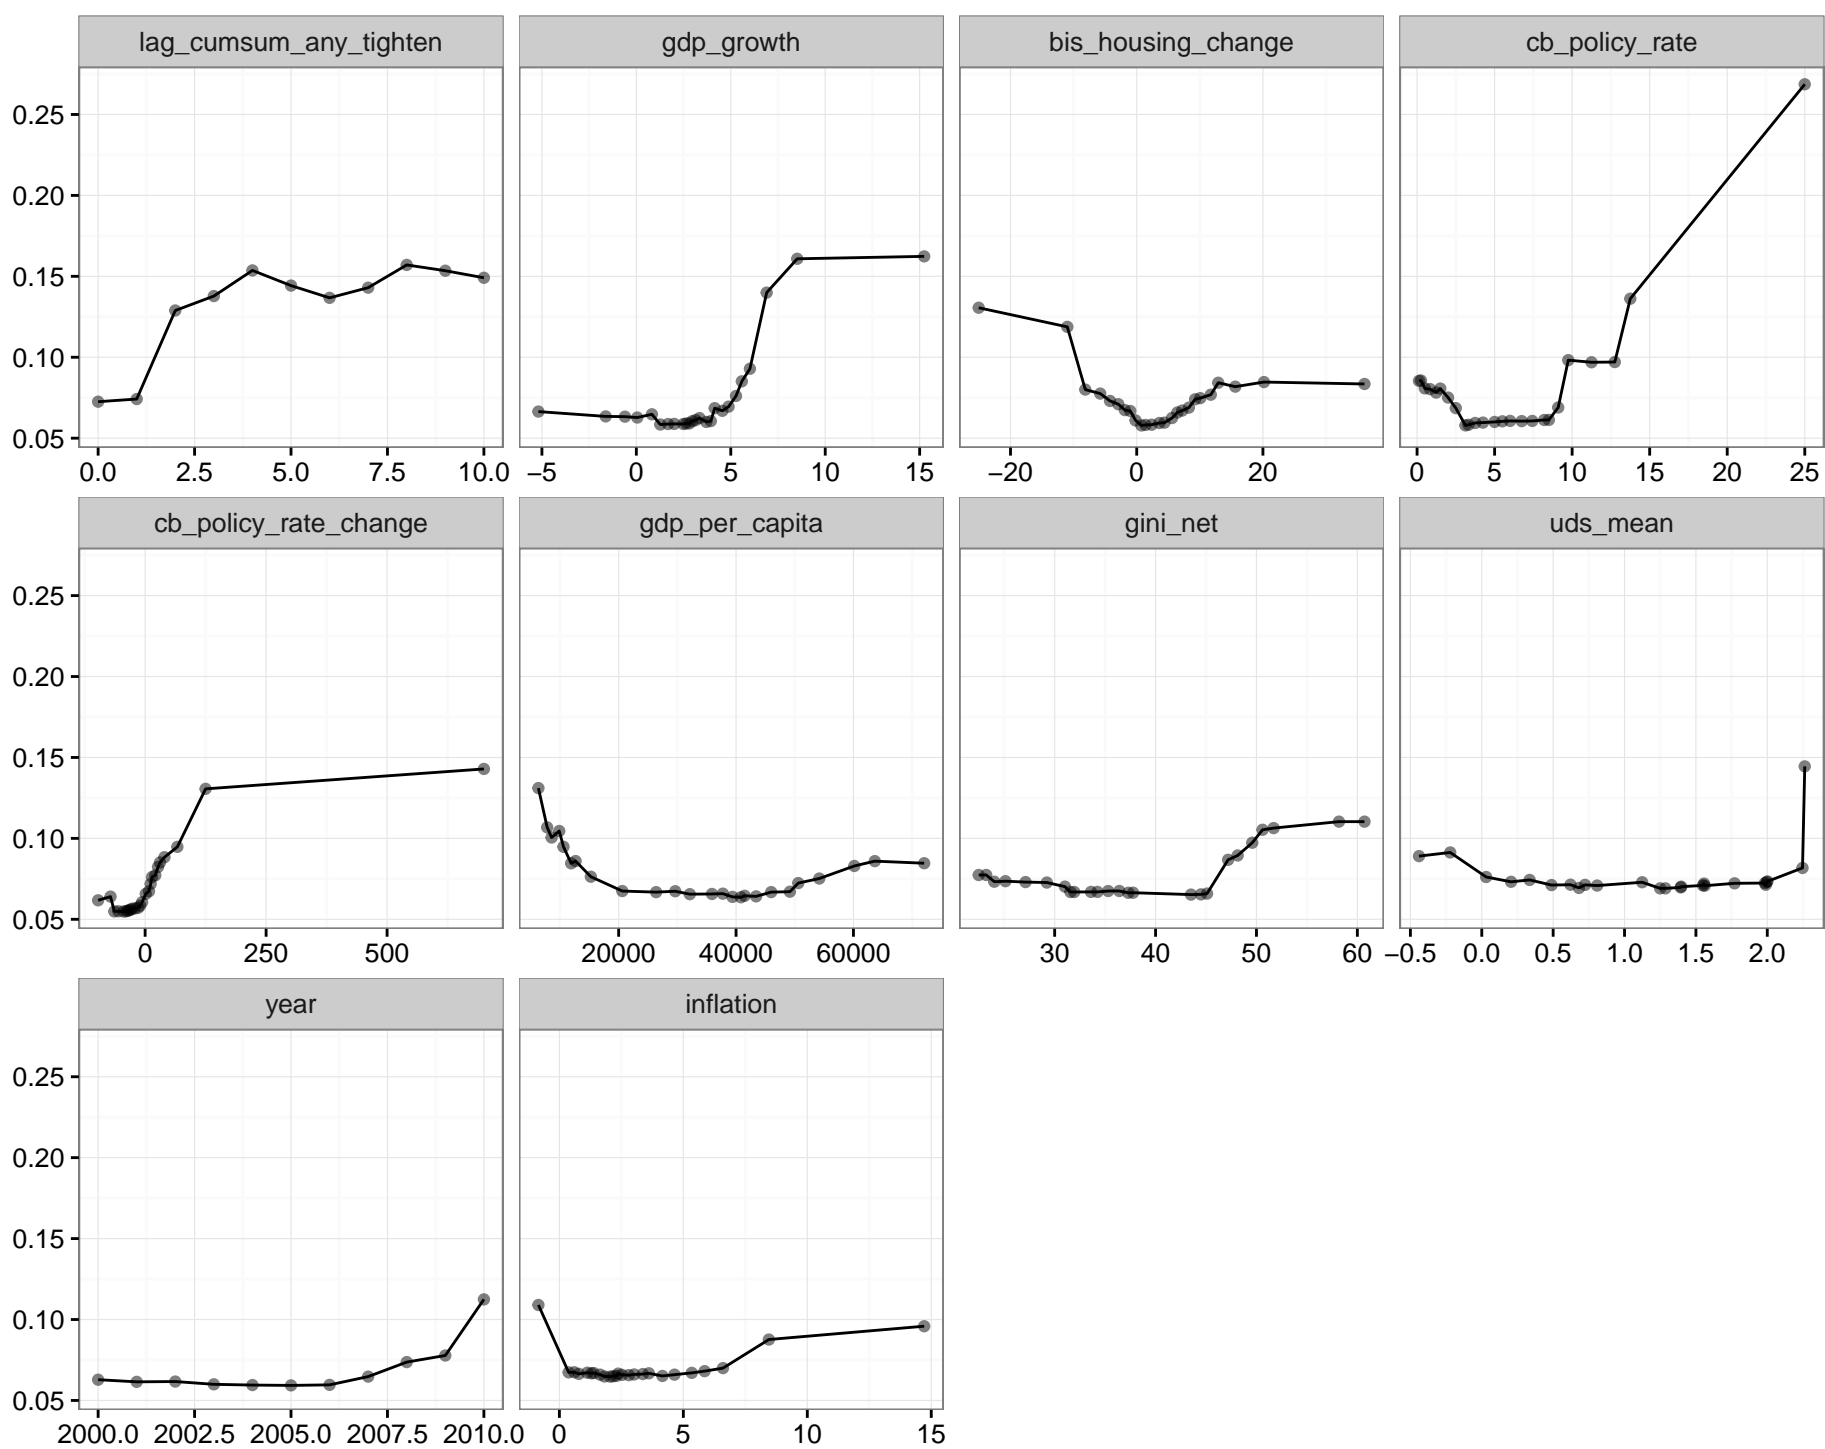 lag_cumsum_any_tighten gdp_growth bis_housing_change cb_policy_rate
0.25
0.20
0.15
0.10
0.05
0.0 2.5 5.0 7.5 10.0 −5 0 5 10 15 −20 0 20 0 5 10 15 20 25
cb_policy_rate_change gdp_per_capita gini_net uds_mean
0.25
0.20
0.15
0.10
0.05
0 250 500 20000 40000 60000 30 40 50 60 −0.5 0.0 0.5 1.0 1.5 2.0
year inflation
0.25
0.20
0.15
0.10
0.05
2000.0 2002.5 2005.0 2007.5 2010.0 0 5 10 15